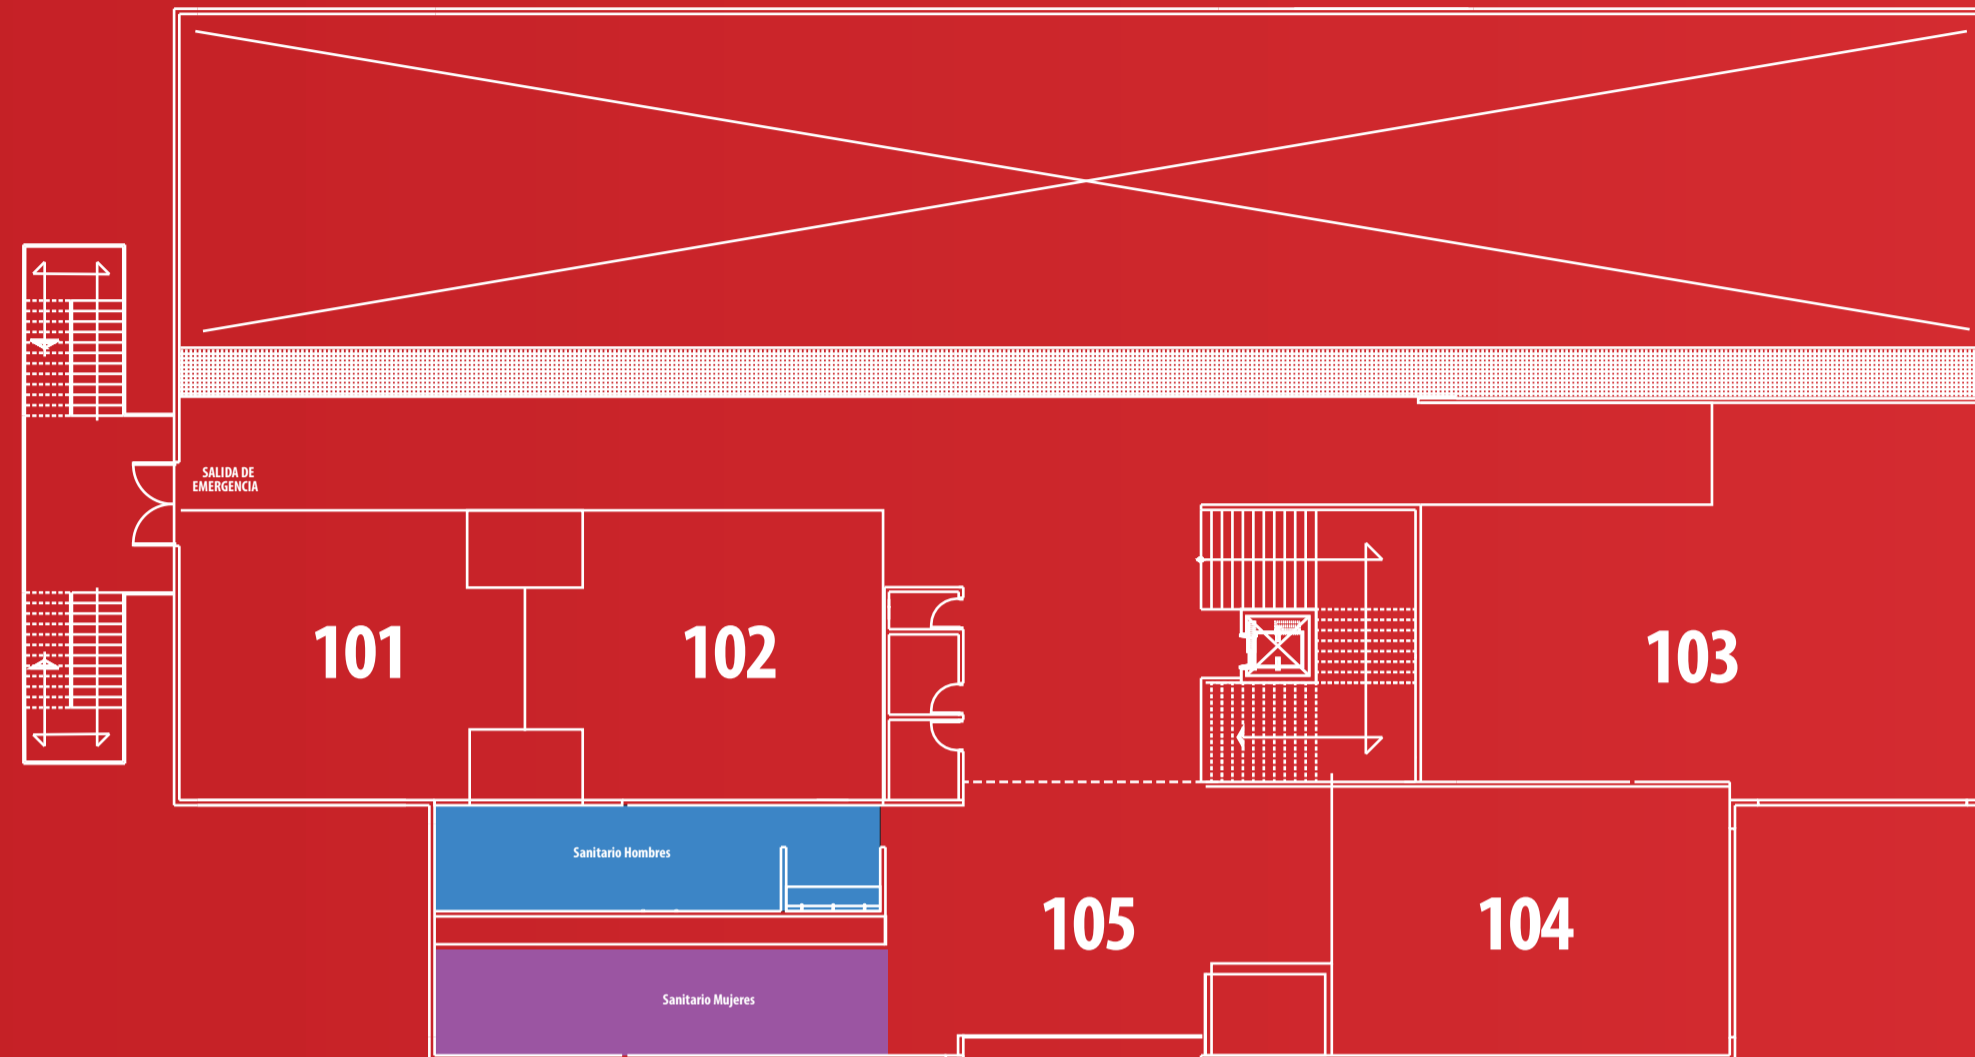 SALIDA DE
EMERGENCIA
101
102
103
Sanitario Hombres
105
104
Sanitario Mujeres